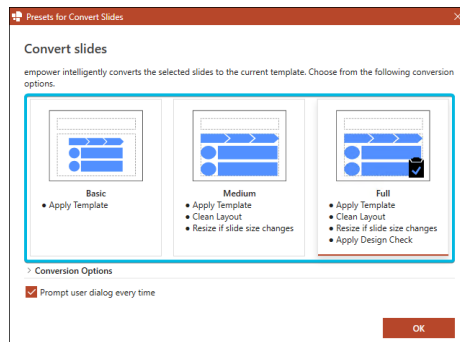 Presets for Convert Slides
Convert slides
empower intelligently converts the selected slides to the current template. Choose from the following conversion
options.
Basic
• Apply Template
Medium
• Apply Template
• Clean Layout
• Resize if slide size changes
Full
• Apply Template
• Clean Layout
• Resize if slide size changes
• Apply Design Check
> Conversion Options
Prompt user dialog every time
OK